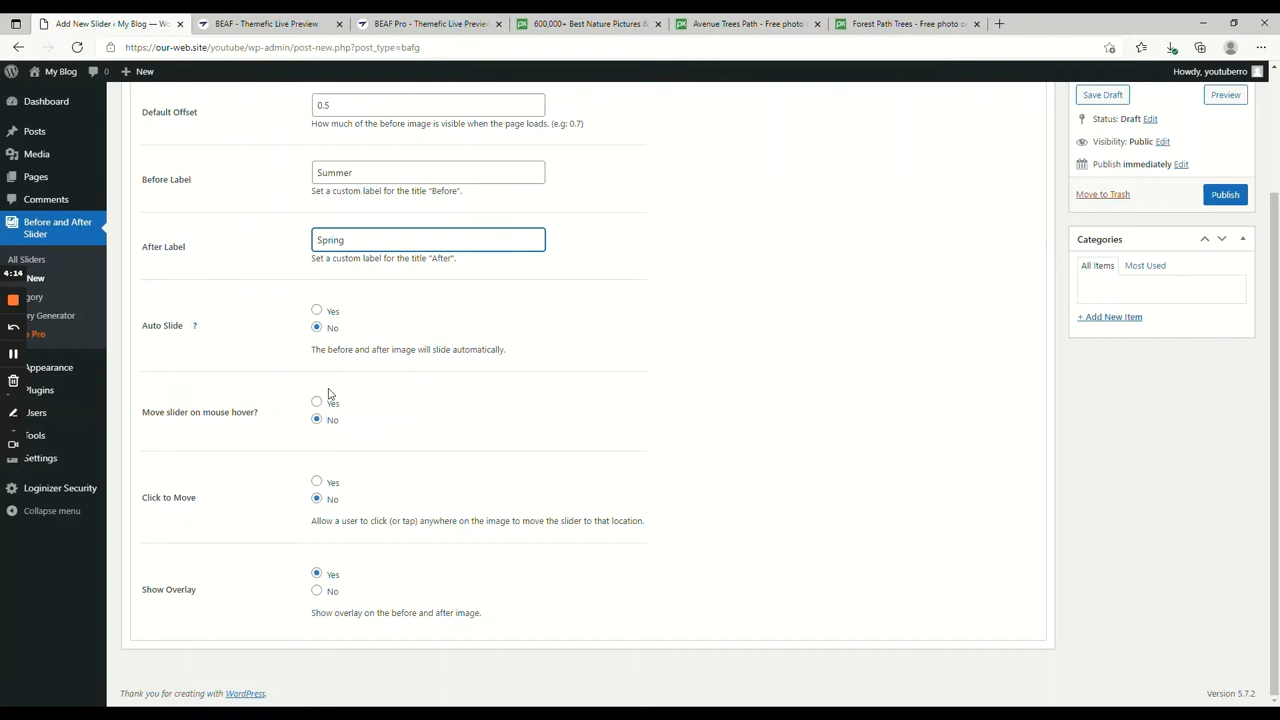 Add New Slider ‹ My Blog — Wo
BEAF - Themefic Live Preview
BEAF Pro - Themefic Live Preview
600,000+ Best Nature Pictures &
Avenue Trees Path - Free photo
Forest Path Trees - Free photo o
https://our-web.site/youtube/wp-admin/post-new.php?post_type=bafg
My Blog
0
New
Howdy, youtuberro
Dashboard
Posts
Media
Pages
Comments
Before and After
Slider
All Sliders
4:14
New
gory
ry Generator
Pro
Appearance
Plugins
Users
Tools
Settings
Loginizer Security
Collapse menu
Default Offset
0.5
How much of the before image is visible when the page loads. (e.g: 0.7)
Before Label
Summer
Set a custom label for the title "Before".
After Label
Spring
Set a custom label for the title "After".
Auto Slide ?
Yes
No
The before and after image will slide automatically.
Move slider on mouse hover?
Yes
No
Click to Move
Yes
No
Allow a user to click (or tap) anywhere on the image to move the slider to that location.
Show Overlay
Yes
No
Show overlay on the before and after image.
Save Draft
Preview
Status: Draft Edit
Visibility: Public Edit
Publish immediately Edit
Move to Trash
Publish
Categories
All Items
Most Used
+ Add New Item
Thank you for creating with WordPress.
Version 5.7.2